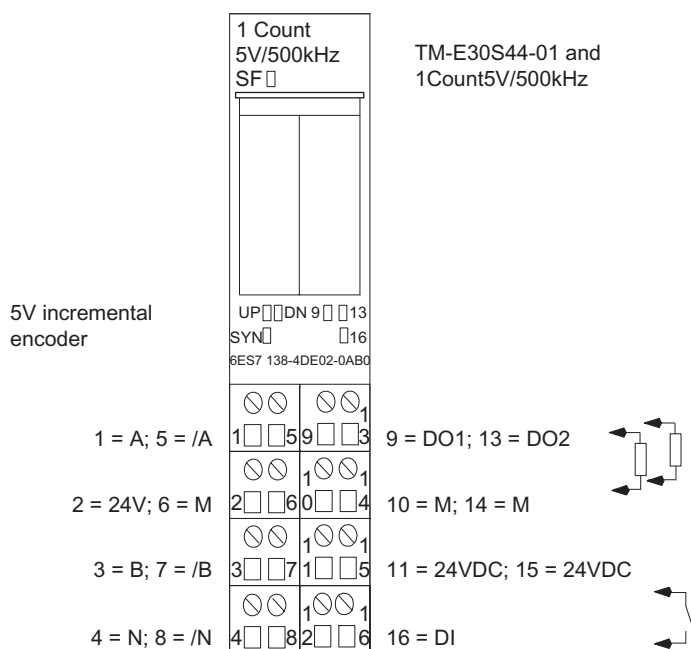 1 Count
5V/500kHz
SF
TM-E30S44-01 and
1Count5V/500kHz
5V incremental
encoder
UP DN 9 13
SYN 16
6ES7 138-4DE02-0AB0
1 = A; 5 = /A
1 5 9 13
9 = DO1; 13 = DO2
2 = 24V; 6 = M
2 6 10 14
10 = M; 14 = M
3 = B; 7 = /B
3 7 11 15
11 = 24VDC; 15 = 24VDC
4 = N; 8 = /N
4 8 12 16
16 = DI